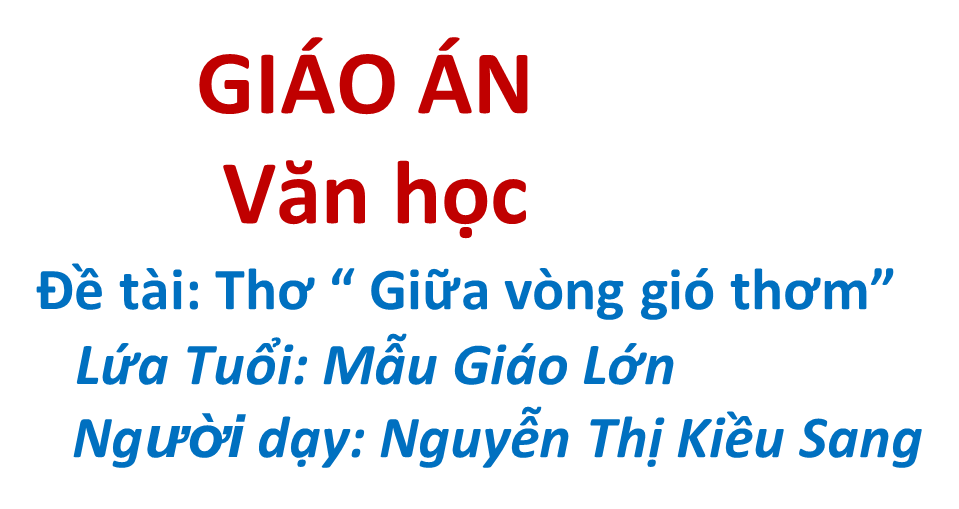 GIÁO ÁN
Văn học
Đề tài: Thơ “ Giữa vòng gió thơm”
Lứa Tuổi: Mẫu Giáo Lớn
Người dạy: Nguyễn Thị Kiều Sang